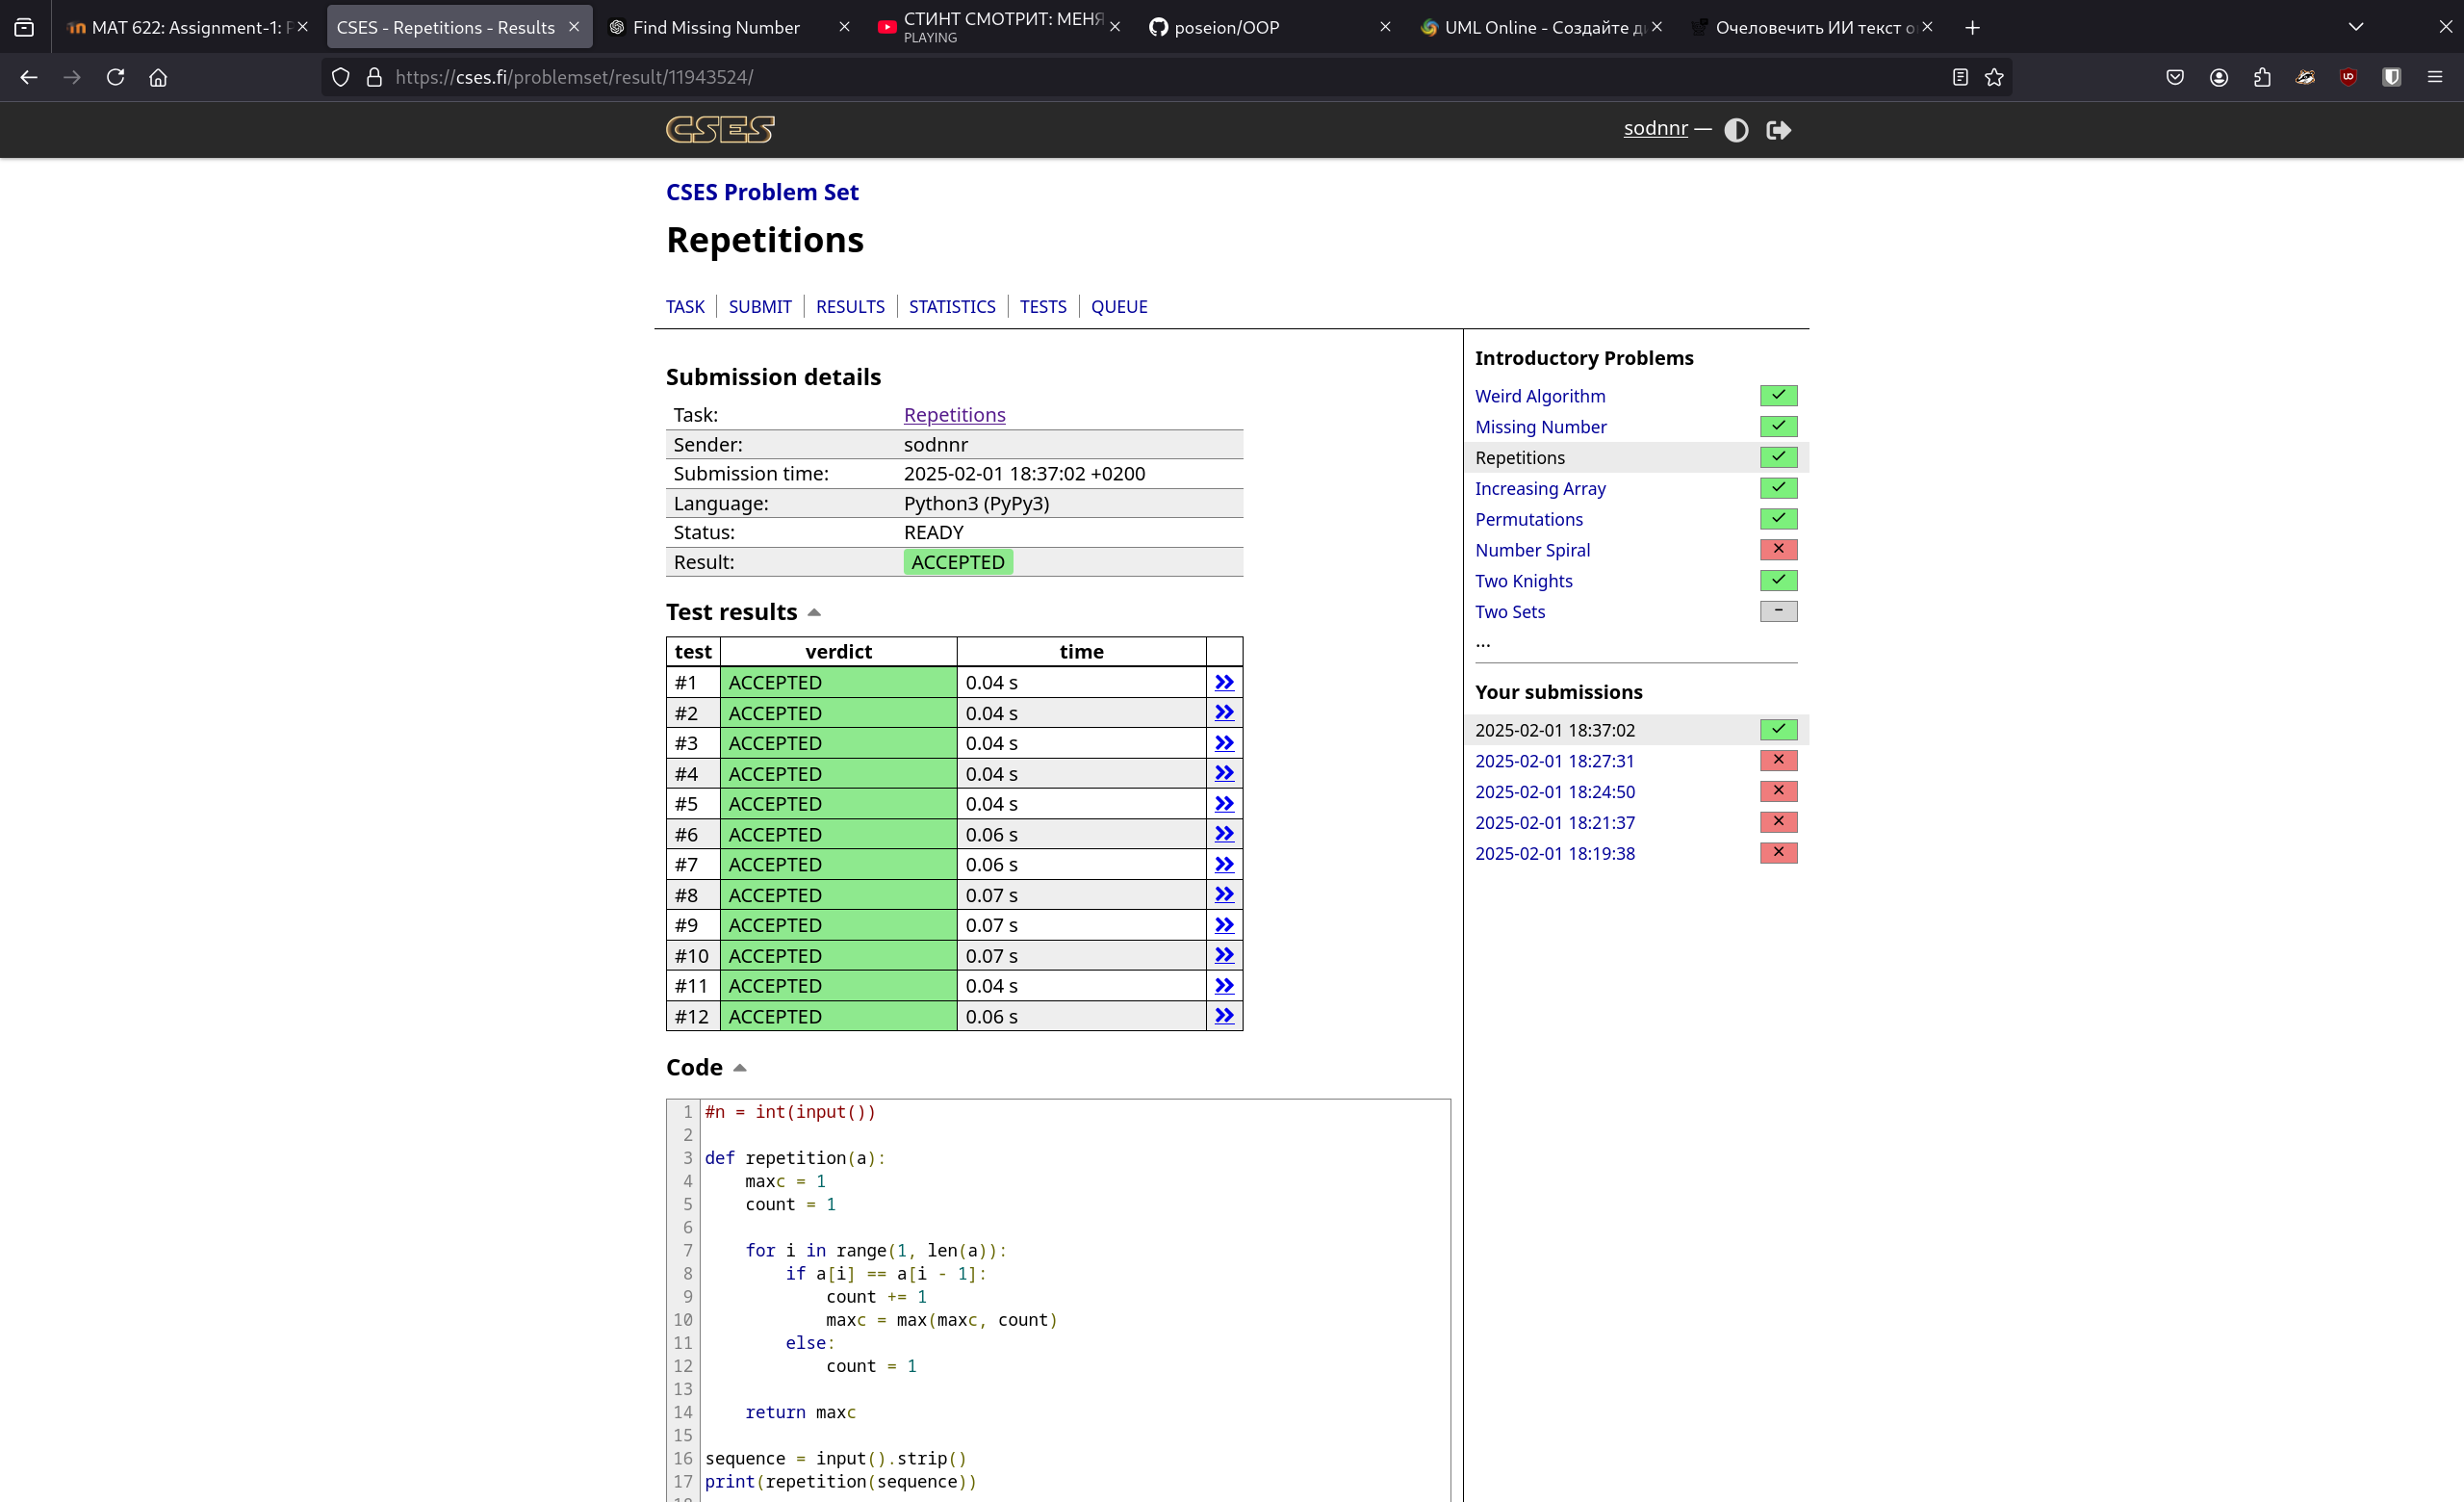 MAT 622: Assignment-1: F
CSES - Repetitions - Results
Find Missing Number
СТИНТ СМОТРИТ: МЕНЯ
PLAYING
poseion/OOP
UML Online - Создайте д
Очеловечить ИИ текст о
https://cses.fi/problemset/result/11943524/
CSES
sodnnr —
CSES Problem Set
Repetitions
TASK
SUBMIT
RESULTS
STATISTICS
TESTS
QUEUE
Submission details
Task: Repetitions
Sender: sodnnr
Submission time: 2025-02-01 18:37:02 +0200
Language: Python3 (PyPy3)
Status: READY
Result: ACCEPTED
Test results
test verdict time
#1 ACCEPTED 0.04 s
#2 ACCEPTED 0.04 s
#3 ACCEPTED 0.04 s
#4 ACCEPTED 0.04 s
#5 ACCEPTED 0.04 s
#6 ACCEPTED 0.06 s
#7 ACCEPTED 0.06 s
#8 ACCEPTED 0.07 s
#9 ACCEPTED 0.07 s
#10 ACCEPTED 0.07 s
#11 ACCEPTED 0.04 s
#12 ACCEPTED 0.06 s
Code
1 #n = int(input())
2
3 def repetition(a):
4     maxc = 1
5     count = 1
6
7     for i in range(1, len(a)):
8         if a[i] == a[i - 1]:
9             count += 1
10             maxc = max(maxc, count)
11         else:
12             count = 1
13
14     return maxc
15
16 sequence = input().strip()
17 print(repetition(sequence))
Introductory Problems
Weird Algorithm
Missing Number
Repetitions
Increasing Array
Permutations
Number Spiral
Two Knights
Two Sets
...
Your submissions
2025-02-01 18:37:02
2025-02-01 18:27:31
2025-02-01 18:24:50
2025-02-01 18:21:37
2025-02-01 18:19:38